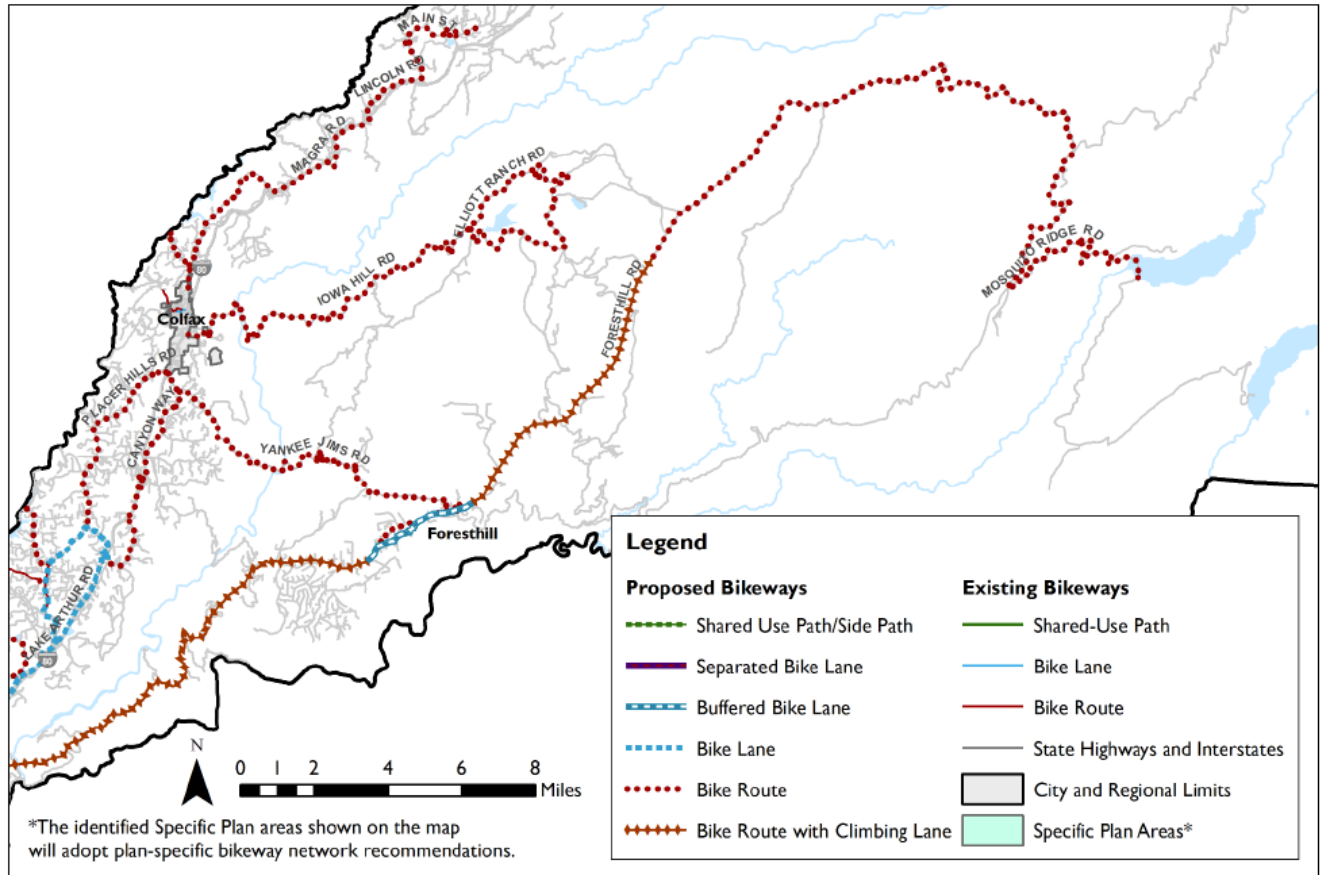 MAIN ST
LINCOLN RD
MAGRA RD
ELLIOTT RANCH RD
80
IOWA HILL RD
MOSQUITO RIDGE RD
Colfax
FORESTHILL RD
PLACER HILLS RD
CANYON WAY
YANKEE JIMS RD
Foresthill
LAKE ARTHUR RD
80
N
0 1 2 4 6 8
Miles
*The identified Specific Plan areas shown on the map
will adopt plan-specific bikeway network recommendations.
Legend
Proposed Bikeways
Shared Use Path/Side Path
Separated Bike Lane
Buffered Bike Lane
Bike Lane
Bike Route
Bike Route with Climbing Lane
Existing Bikeways
Shared-Use Path
Bike Lane
Bike Route
State Highways and Interstates
City and Regional Limits
Specific Plan Areas*